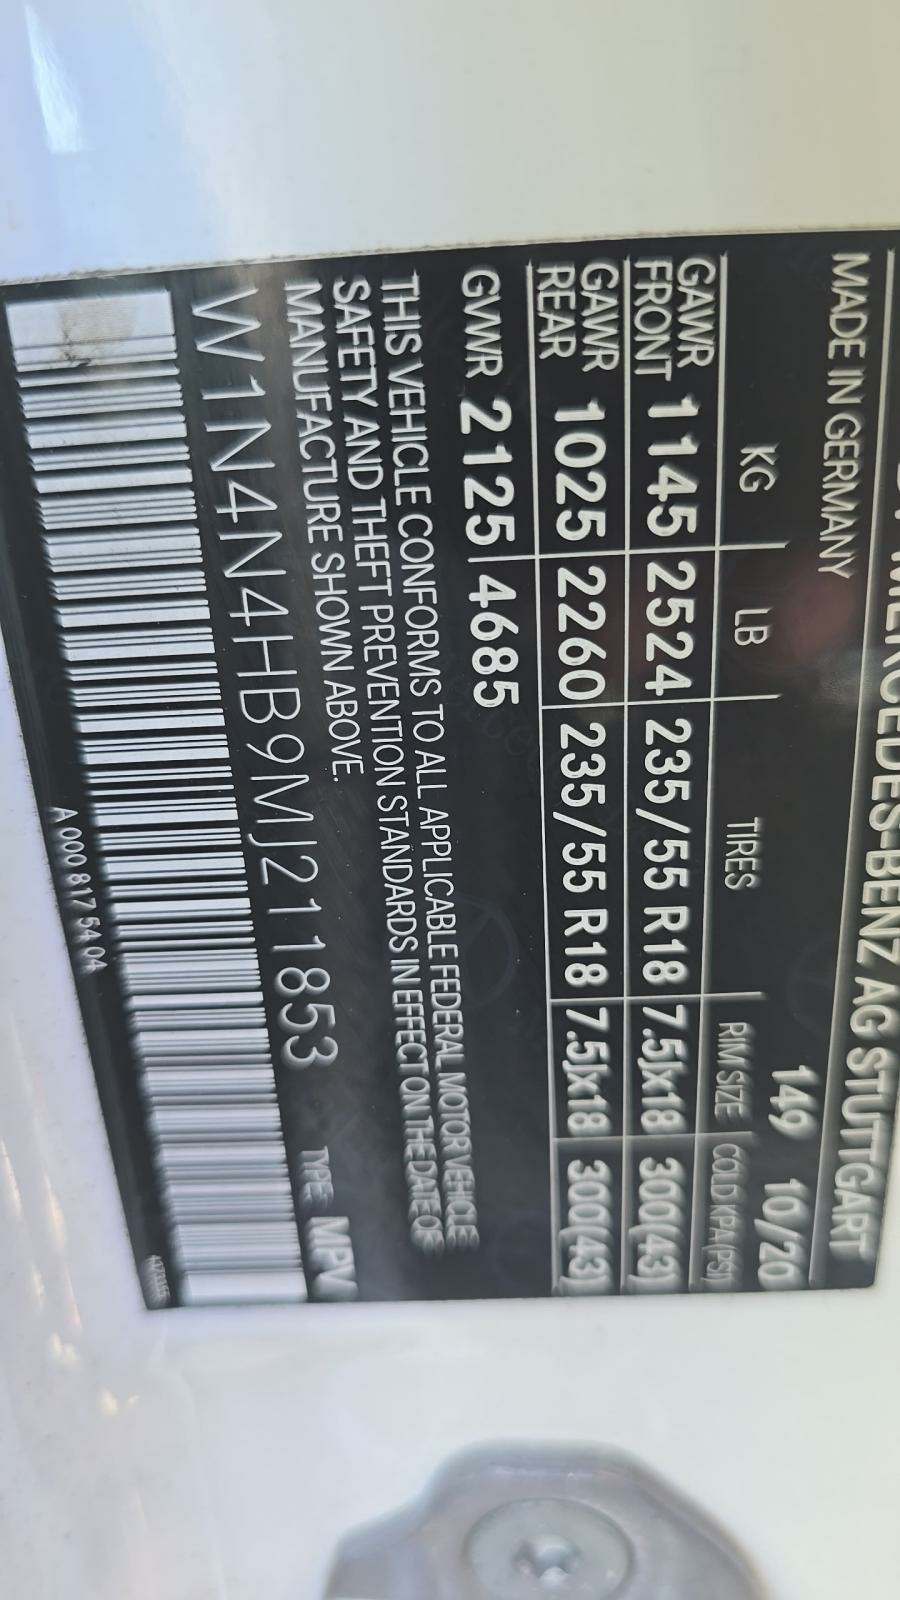 MERCEDES-BENZ AG STUTTGART
MADE IN GERMANY 149 10/20
KG LB TIRES RIM SIZE COLD KPA(PSI)
GAWR
FRONT 1145 2524 235/55 R18 7.5Jx18 300(43)
GAWR
REAR 1025 2260 235/55 R18 7.5Jx18 300(43)
GVWR 2125 4685
THIS VEHICLE CONFORMS TO ALL APPLICABLE FEDERAL MOTOR VEHICLE
SAFETY AND THEFT PREVENTION STANDARDS IN EFFECT ON THE DATE OF
MANUFACTURE SHOWN ABOVE.
W1N4N4HB9MJ211853 TYPE MPV
A 000 817 54 04